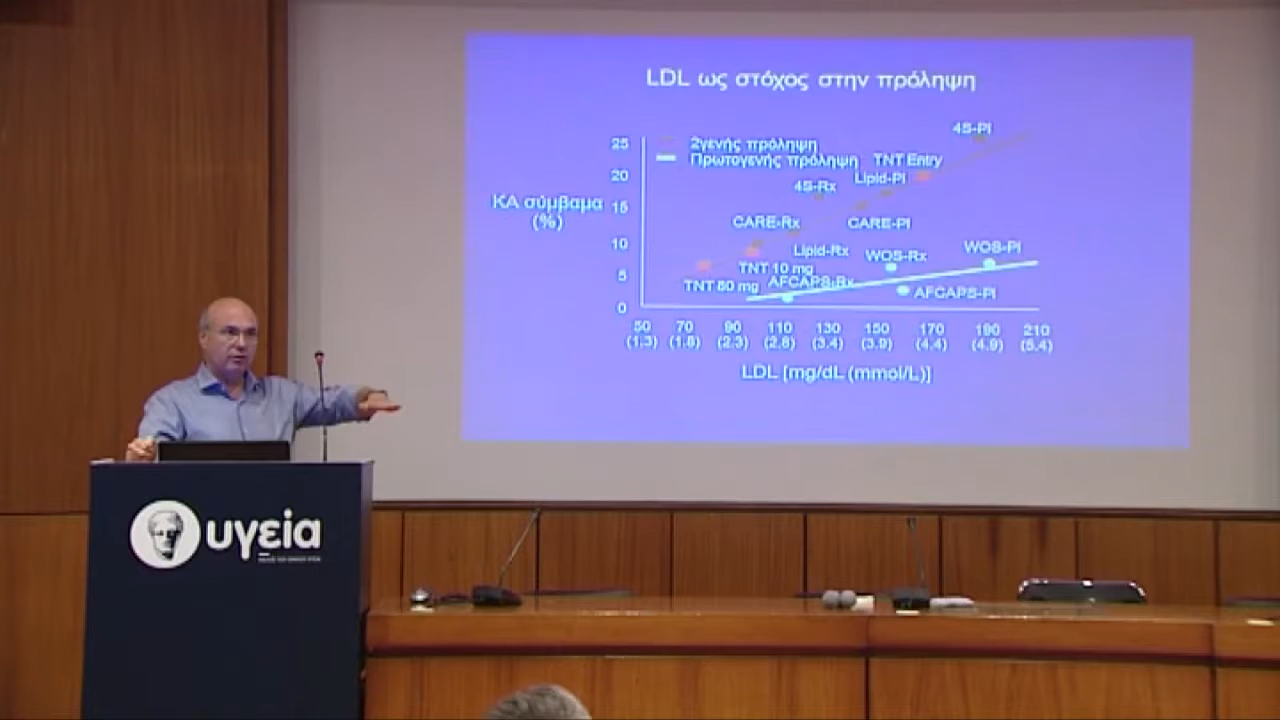 LDL ως στόχος στην πρόληψη
25
2γενής πρόληψη
4S-Pl
Πρωτογενής πρόληψη
TNT Entry
20
Lipid-Pl
4S-Rx
ΚΑ σύμβαμα
(%)
15
CARE-Rx
CARE-Pl
10
Lipid-Rx
WOS-Rx
WOS-Pl
TNT 10 mg
5
TNT 80 mg
AFCAPS-Rx
AFCAPS-Pl
0
50 70 90 110 130 150 170 190 210
(1.3) (1.8) (2.3) (2.8) (3.4) (3.9) (4.4) (4.9) (5.4)
LDL [mg/dL (mmol/L)]
υγεία